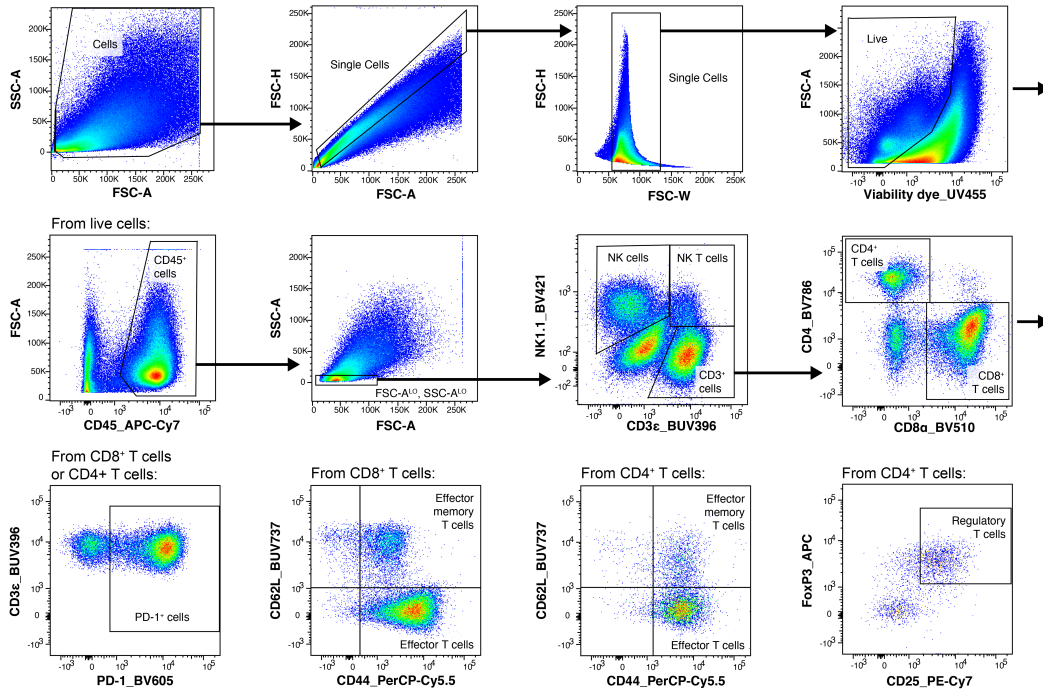 SSC-A
250K
200K
150K
100K
50K
0
Cells
0
50K
100K
150K
200K
250K
FSC-A
FSC-H
250K
200K
150K
100K
50K
0
Single Cells
0
50K
100K
150K
200K
250K
FSC-A
FSC-H
250K
200K
150K
100K
50K
0
Single Cells
0
50K
100K
150K
200K
250K
FSC-W
FSC-A
250K
200K
150K
100K
50K
0
Live
-10³
0
10³
10⁴
10⁵
Viability dye_UV455
From live cells:
FSC-A
250K
200K
150K
100K
50K
0
CD45⁺
cells
-10³
0
10³
10⁴
10⁵
CD45_APC-Cy7
SSC-A
250K
200K
150K
100K
50K
0
FSC-Aᴸᴼ, SSC-Aᴸᴼ
0
50K
100K
150K
200K
250K
FSC-A
NK1.1_BV421
10³
10²
0
-10²
NK cells
NK T cells
CD3⁺
cells
-10³
0
10³
10⁴
10⁵
CD3ε_BUV396
CD4_BV786
10⁵
10⁴
10³
0
-10³
CD4⁺
T cells
CD8⁺
T cells
-10³
0
10³
10⁴
10⁵
CD8α_BV510
From CD8⁺ T cells
or CD4+ T cells:
CD3ε_BUV396
10⁵
10⁴
10³
0
-10³
PD-1⁺ cells
-10³
0
10³
10⁴
10⁵
PD-1_BV605
From CD8⁺ T cells:
CD62L_BUV737
10⁵
10⁴
10³
0
-10³
Effector
memory
T cells
Effector T cells
-10³
0
10³
10⁴
10⁵
CD44_PerCP-Cy5.5
From CD4⁺ T cells:
CD62L_BUV737
10⁵
10⁴
10³
0
-10³
Effector
memory
T cells
Effector T cells
-10³
0
10³
10⁴
10⁵
CD44_PerCP-Cy5.5
From CD4⁺ T cells:
FoxP3_APC
10⁵
10⁴
10³
0
-10³
Regulatory
T cells
-10³
0
10³
10⁴
10⁵
CD25_PE-Cy7